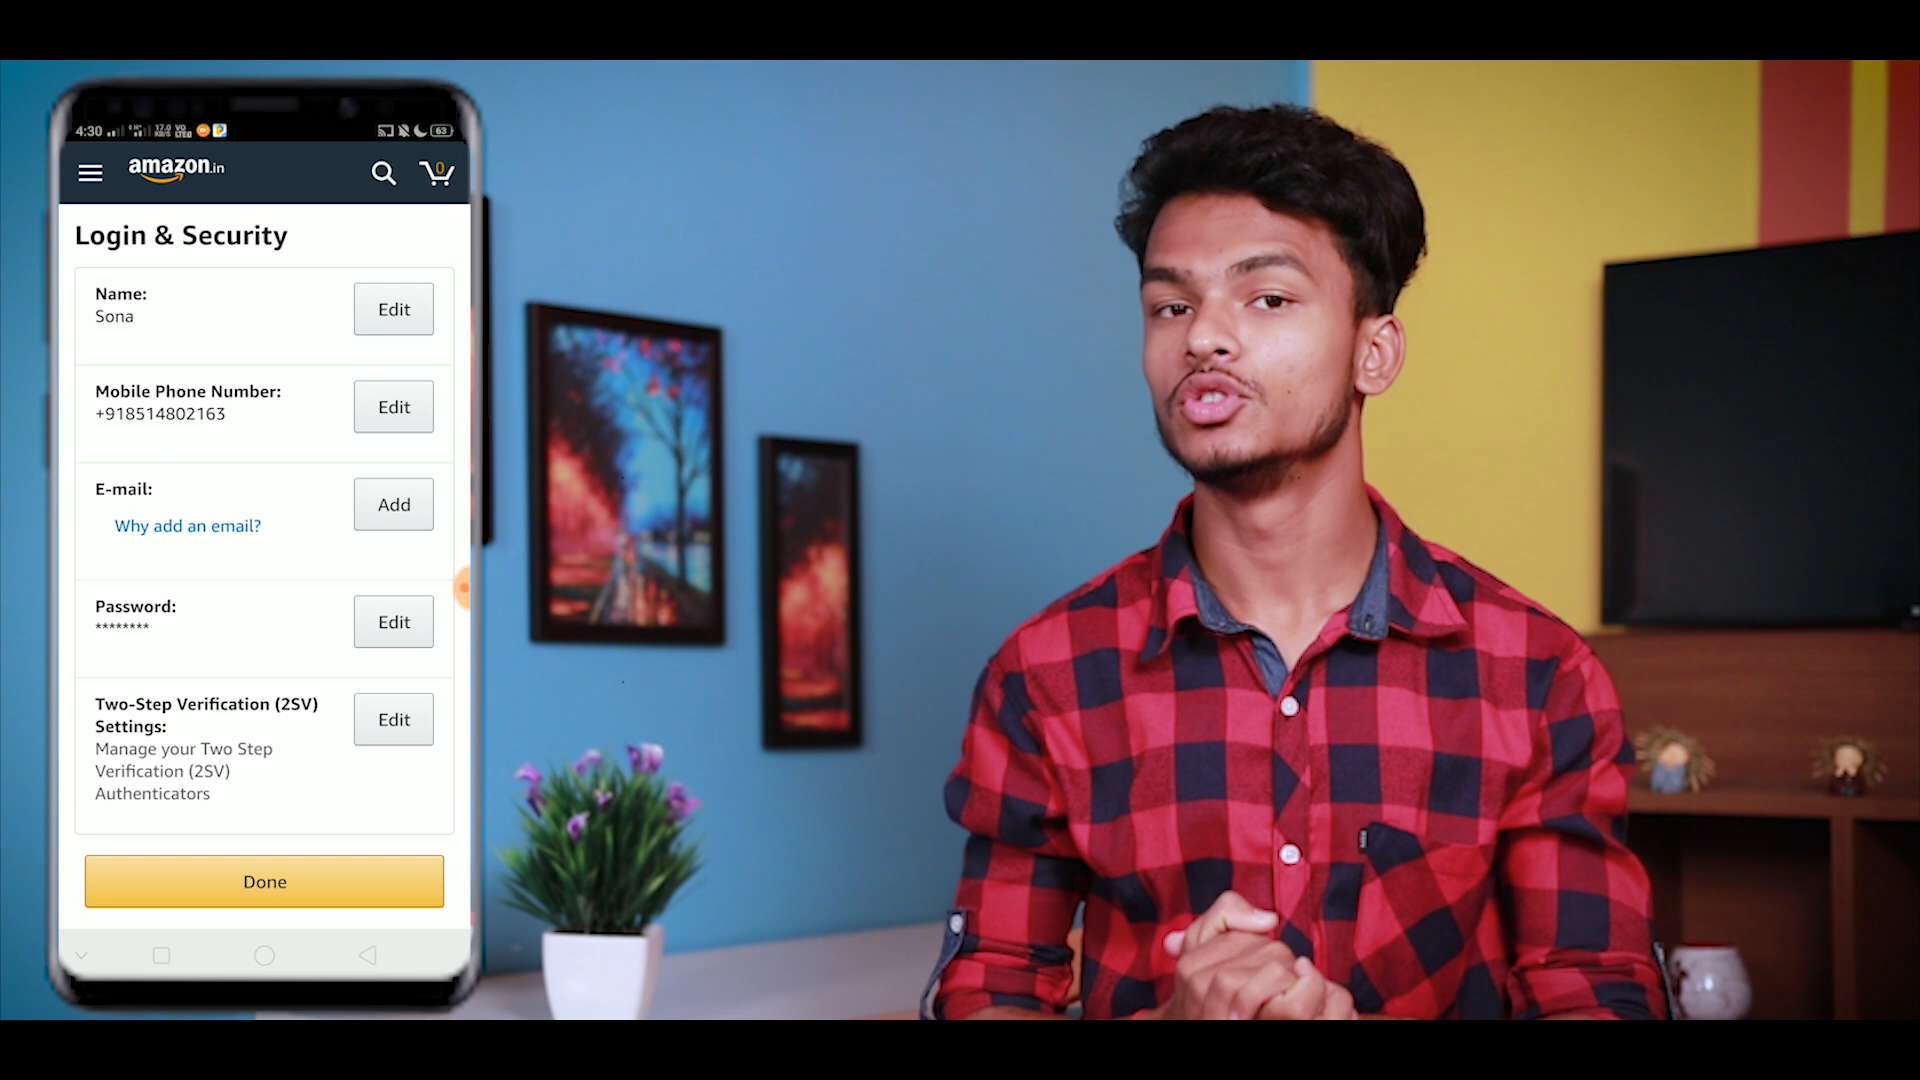 4:30
63
amazon.in
0
Login & Security
Name:
Sona
Edit
Mobile Phone Number:
+918514802163
Edit
E-mail:
Why add an email?
Add
Password:
********
Edit
Two-Step Verification (2SV)
Settings:
Manage your Two Step
Verification (2SV)
Authenticators
Edit
Done